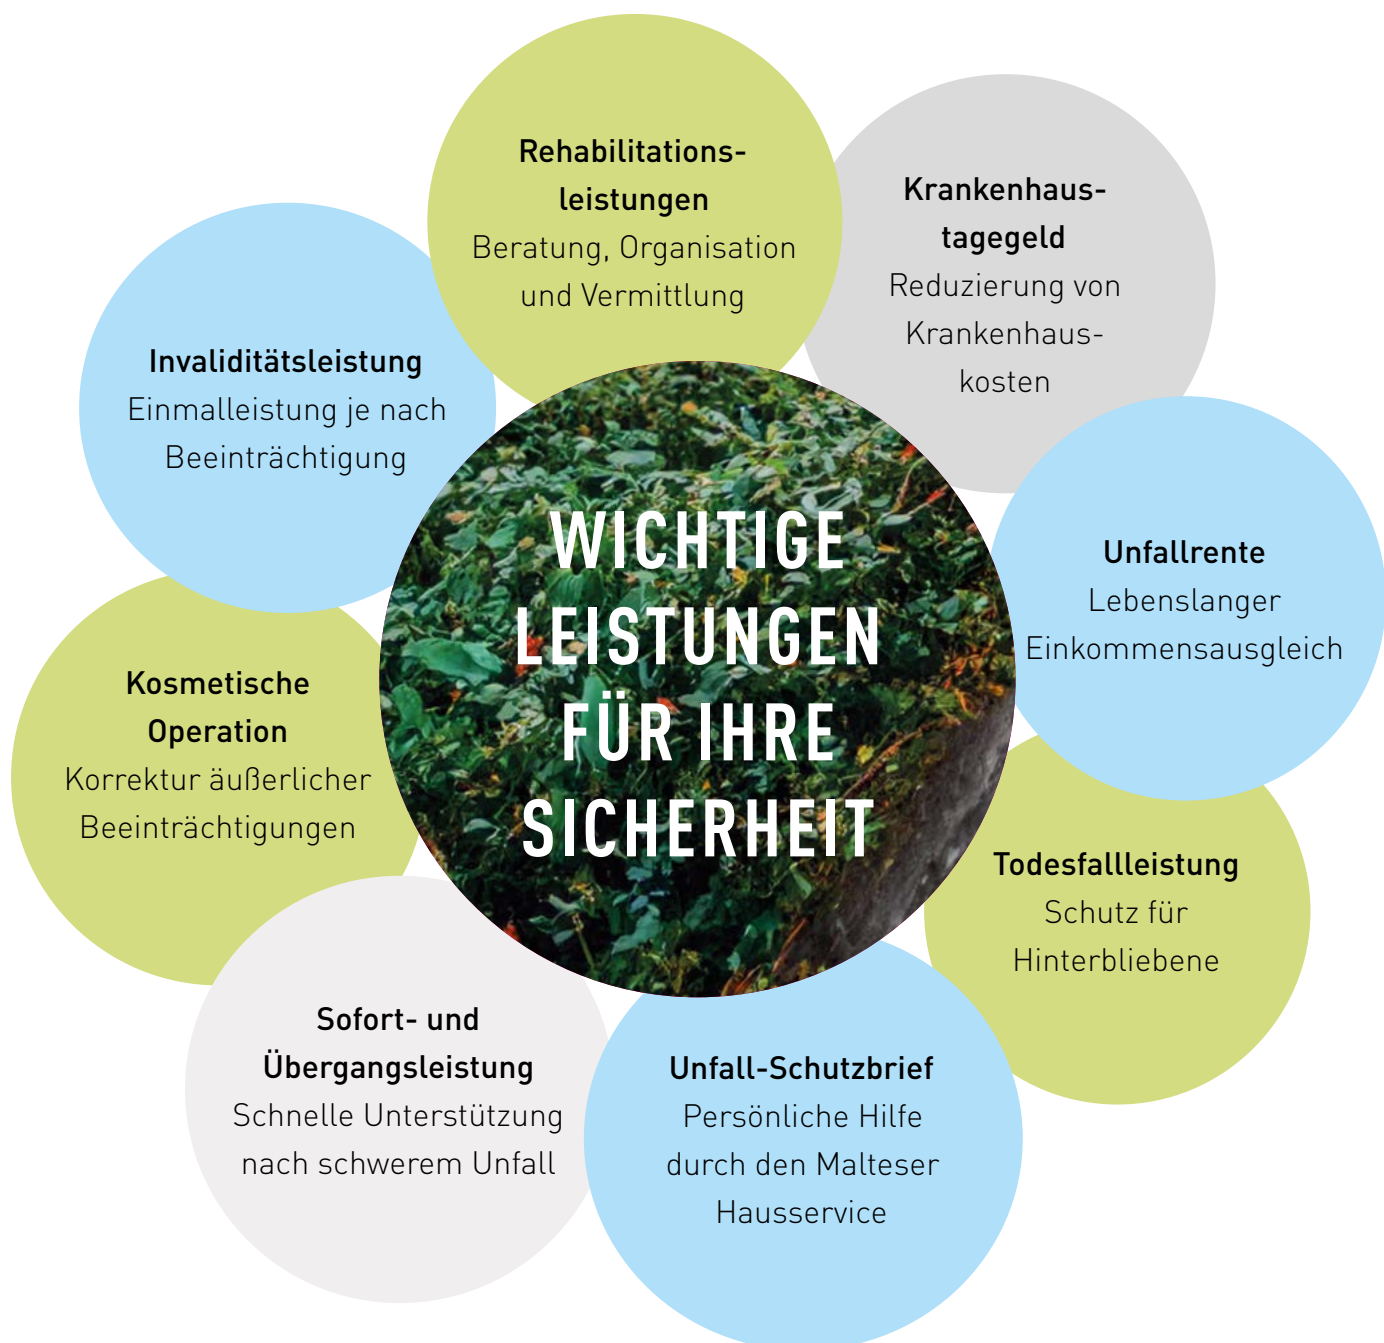 Rehabilitations-
leistungen
Beratung, Organisation
und Vermittlung
Krankenhaus-
tagegeld
Reduzierung von
Krankenhaus-
kosten
Invaliditätsleistung
Einmalleistung je nach
Beeinträchtigung
WICHTIGE
LEISTUNGEN
FÜR IHRE
SICHERHEIT
Unfallrente
Lebenslanger
Einkommensausgleich
Kosmetische
Operation
Korrektur äußerlicher
Beeinträchtigungen
Todesfallleistung
Schutz für
Hinterbliebene
Sofort- und
Übergangsleistung
Schnelle Unterstützung
nach schwerem Unfall
Unfall-Schutzbrief
Persönliche Hilfe
durch den Malteser
Hausservice